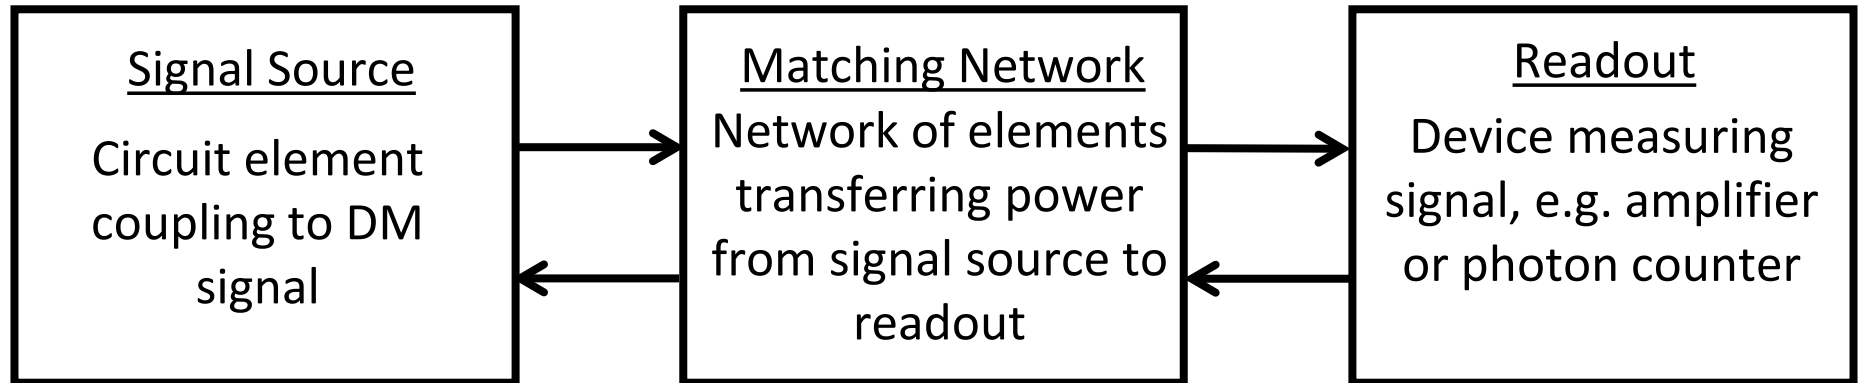 Signal Source
Circuit element
coupling to DM
signal
Matching Network
Network of elements
transferring power
from signal source to
readout
Readout
Device measuring
signal, e.g. amplifier
or photon counter